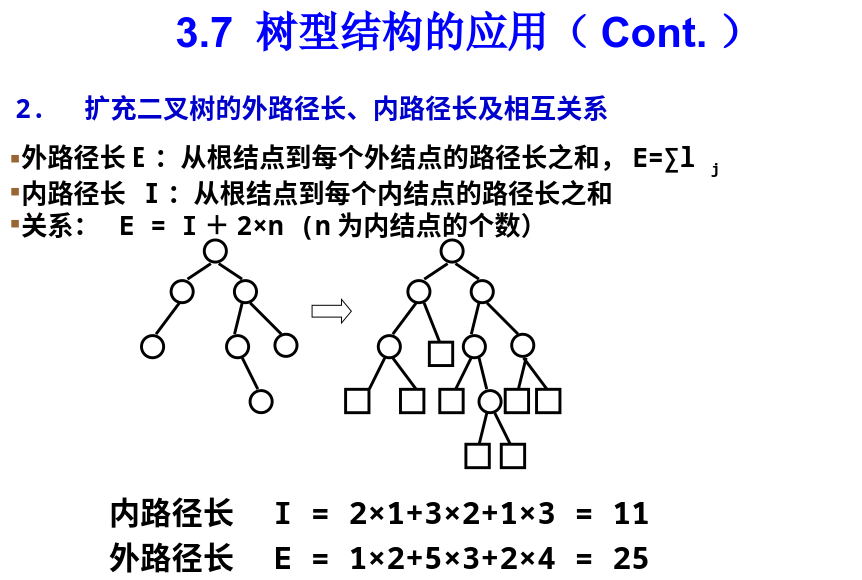 3.7 树型结构的应用（ Cont. ）
2. 扩充二叉树的外路径长、内路径长及相互关系
▪外路径长 E ：从根结点到每个外结点的路径长之和， E=∑l j
▪内路径长 I ：从根结点到每个内结点的路径长之和
▪关系： E = I ＋ 2×n (n 为内结点的个数）
内路径长 I = 2×1+3×2+1×3 = 11
外路径长 E = 1×2+5×3+2×4 = 25